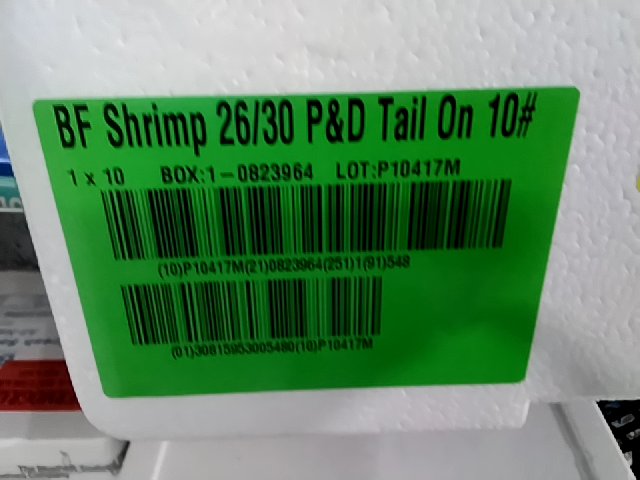 BF Shrimp 26/30 P&D Tail On 10#
1 x 10 BOX:1-0823964 LOT:P10417M
(10)P10417M(21)0823964(251)1(91)548
(01)30815953005480(10)P10417M